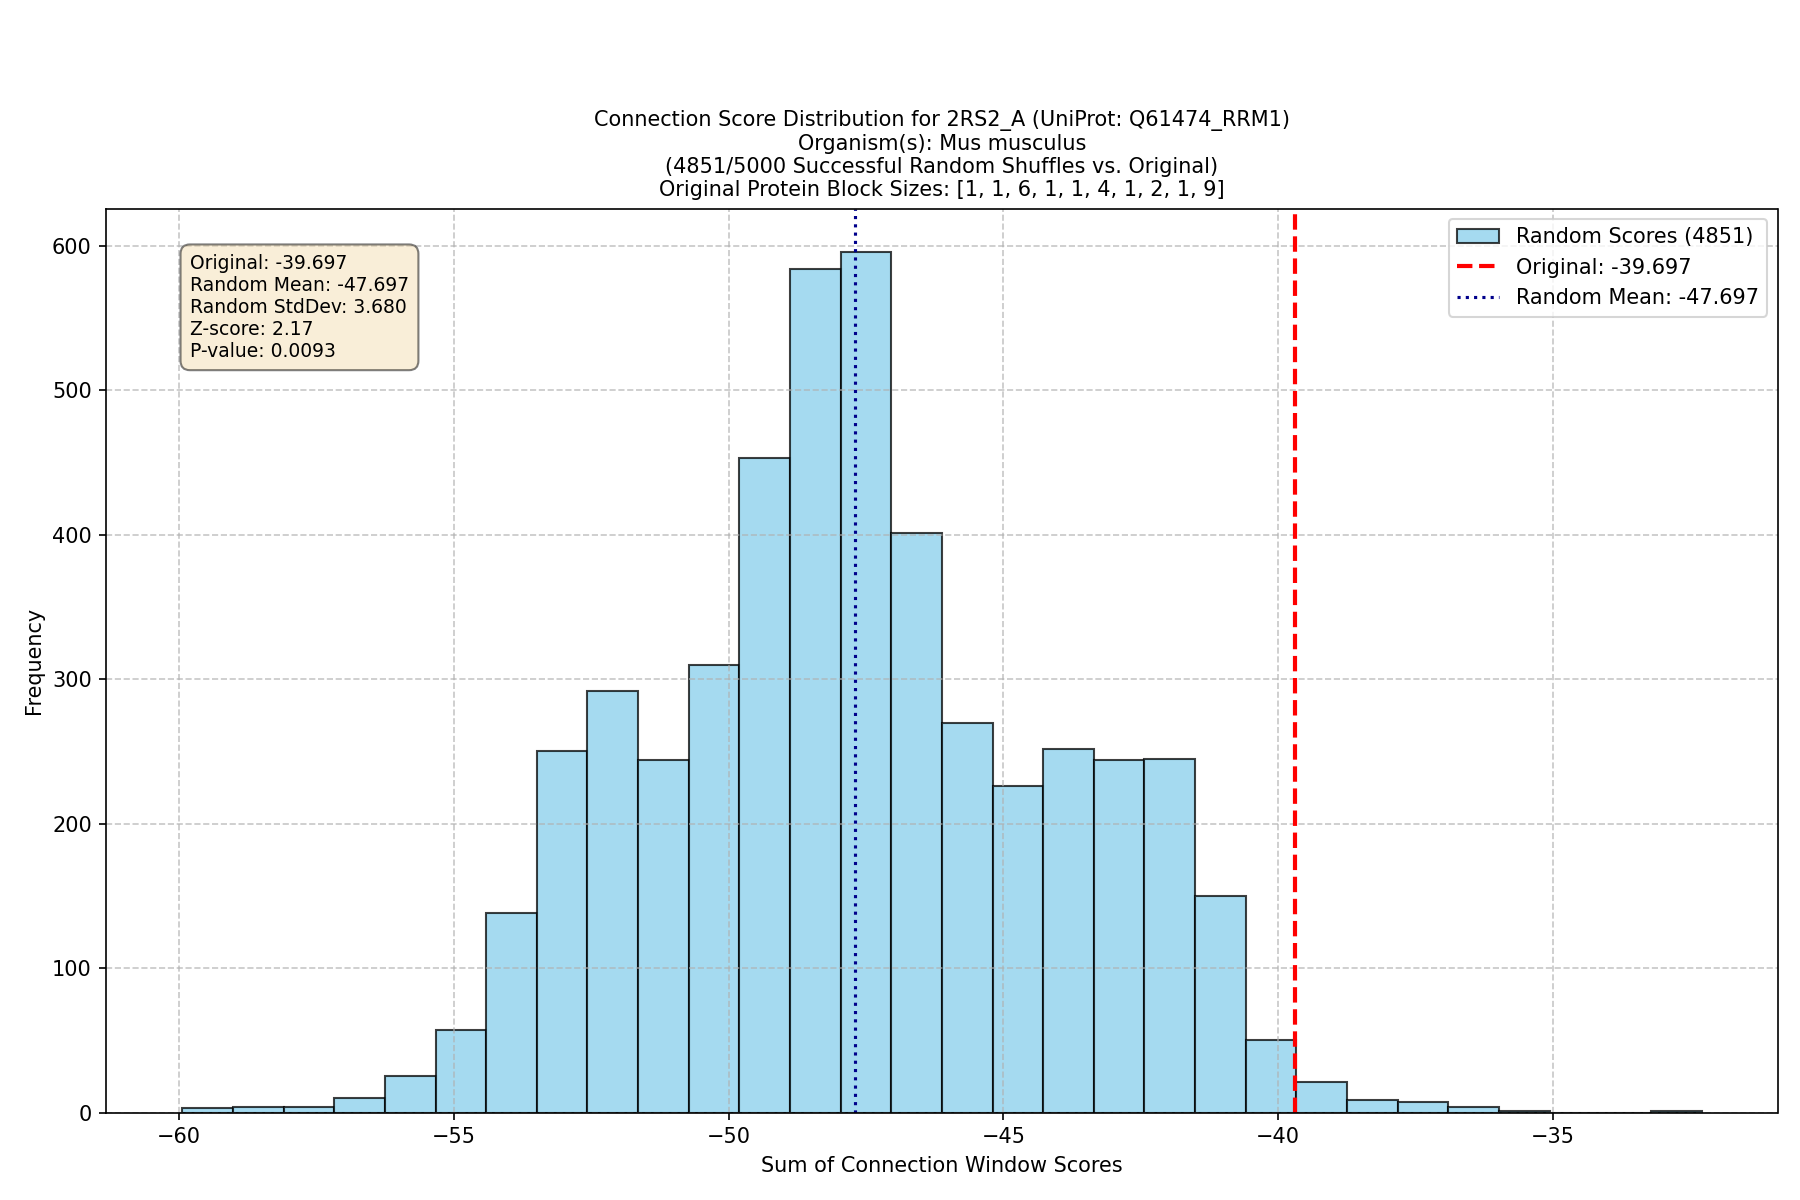 Connection Score Distribution for 2RS2_A (UniProt: Q61474_RRM1)
Organism(s): Mus musculus
(4851/5000 Successful Random Shuffles vs. Original)
Original Protein Block Sizes: [1, 1, 6, 1, 1, 4, 1, 2, 1, 9]
Original: -39.697
Random Mean: -47.697
Random StdDev: 3.680
Z-score: 2.17
P-value: 0.0093
Random Scores (4851)
Original: -39.697
Random Mean: -47.697
Frequency
600
500
400
300
200
100
0
−60
−55
−50
−45
−40
−35
Sum of Connection Window Scores